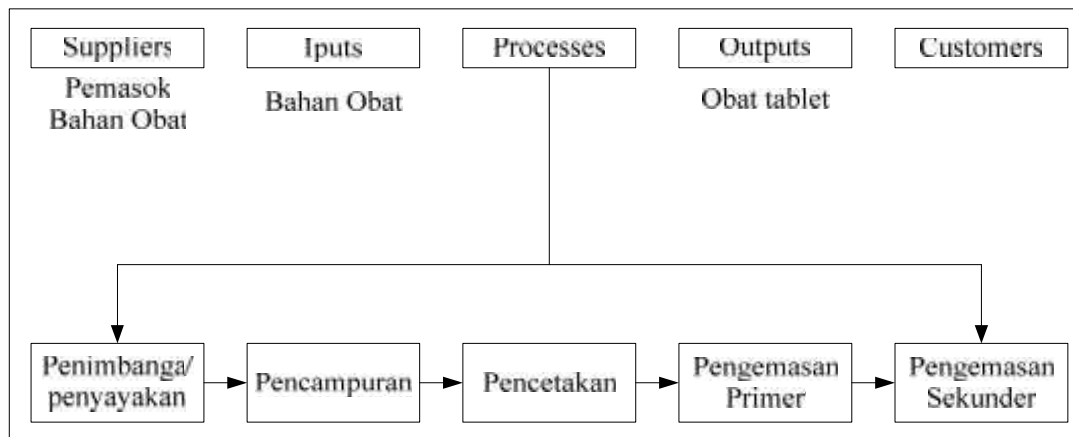 Suppliers
Iputs
Processes
Outputs
Customers
Pemasok
Bahan Obat
Bahan Obat
Obat tablet
Penimbanga/
penyayakan
Pencampuran
Pencetakan
Pengemasan
Primer
Pengemasan
Sekunder